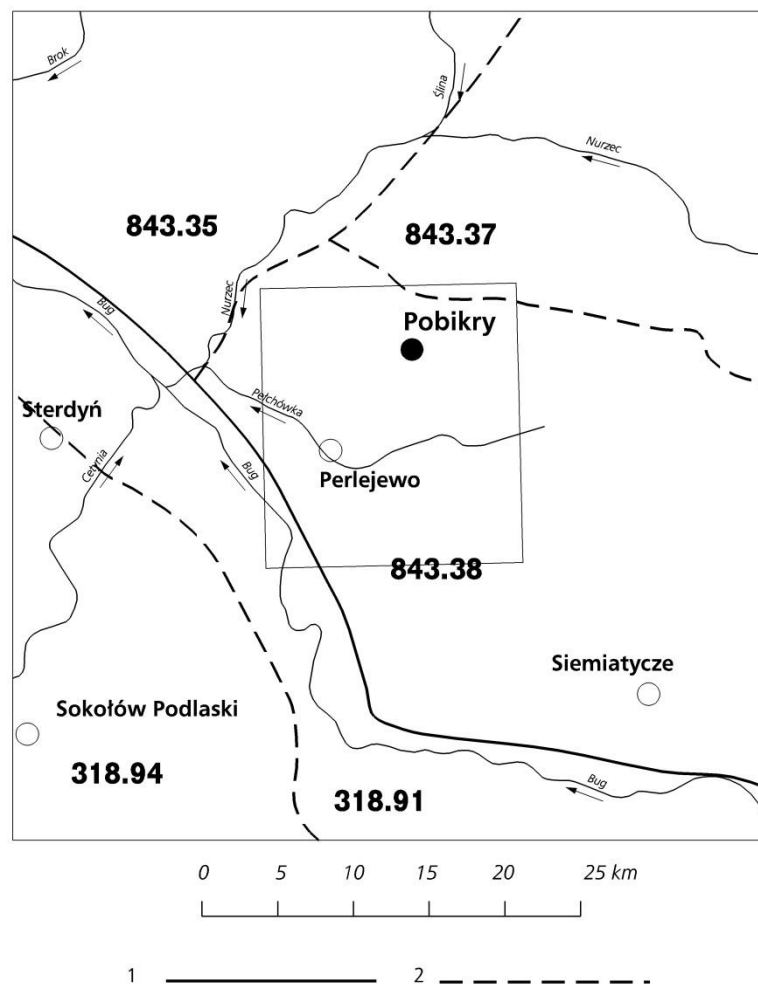 Brok
Ślina
Nurzec
843.35
843.37
Nurzec
Bug
Pobikry
Sterdyń
Pełchówka
Cetynia
Bug
Perlejewo
843.38
Siemiatycze
Sokołów Podlaski
318.94
318.91
Bug
0 5 10 15 20 25 km
1 2